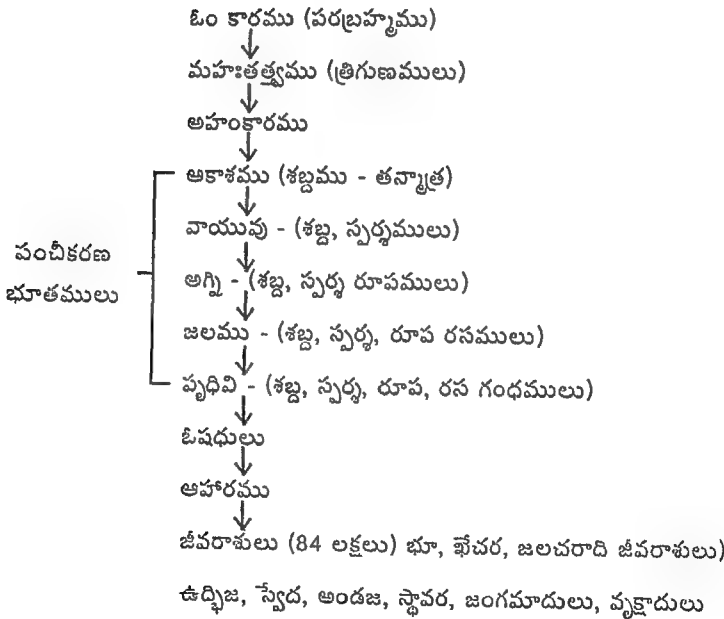 ఓం కారము (పరబ్రహ్మము)
మహఃతత్త్వము (త్రిగుణములు)
అహంకారము
ఆకాశము (శబ్దము - తన్మాత్ర)
వాయువు - (శబ్ద, స్పర్శములు)
పంచీకరణ
భూతములు
అగ్ని - (శబ్ద, స్పర్శ రూపములు)
జలము - (శబ్ద, స్పర్శ, రూప రసములు)
పృధివి - (శబ్ద, స్పర్శ, రూప, రస గంధములు)
ఓషధులు
ఆహారము
జీవరాశులు (84 లక్షలు) భూ, ఖేచర, జలచరాది జీవరాశులు)
ఉద్భిజ, స్వేద, అండజ, స్థావర, జంగమాదులు, వృక్షాదులు